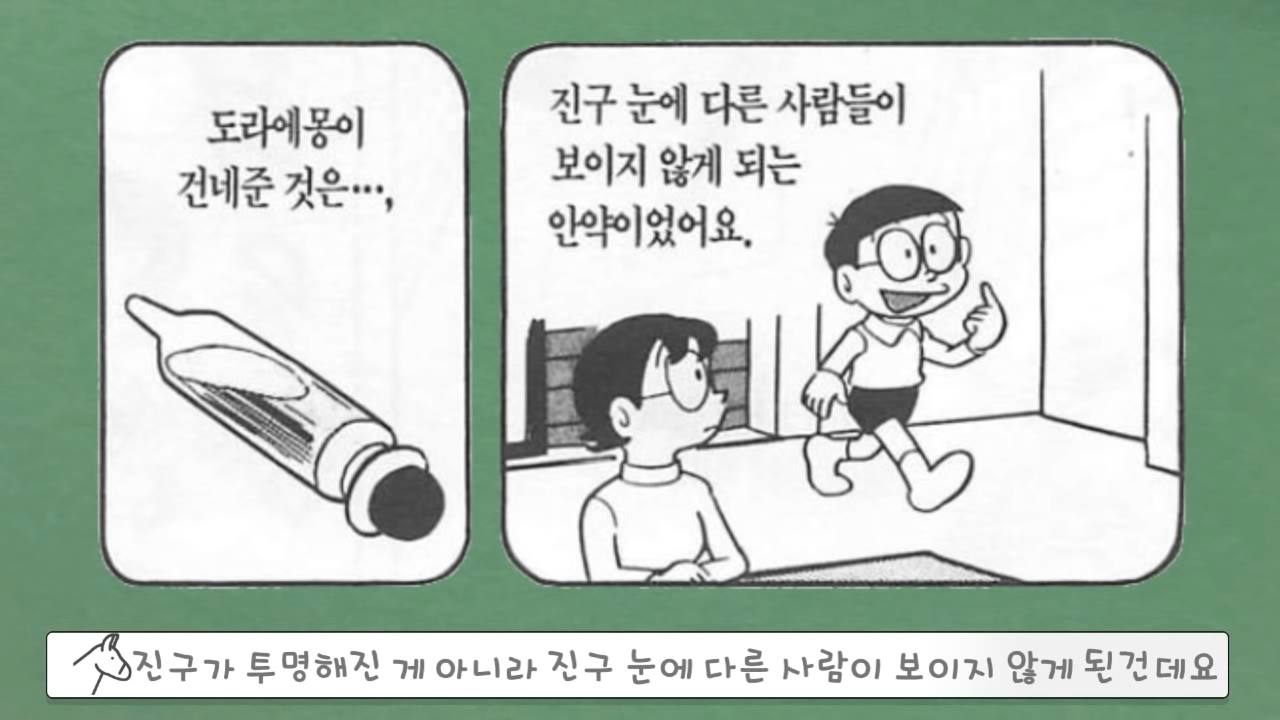 도라에몽이
건네준 것은…,
진구 눈에 다른 사람들이
보이지 않게 되는
안약이었어요.
진구가 투명해진 게 아니라 진구 눈에 다른 사람이 보이지 않게 된건데요